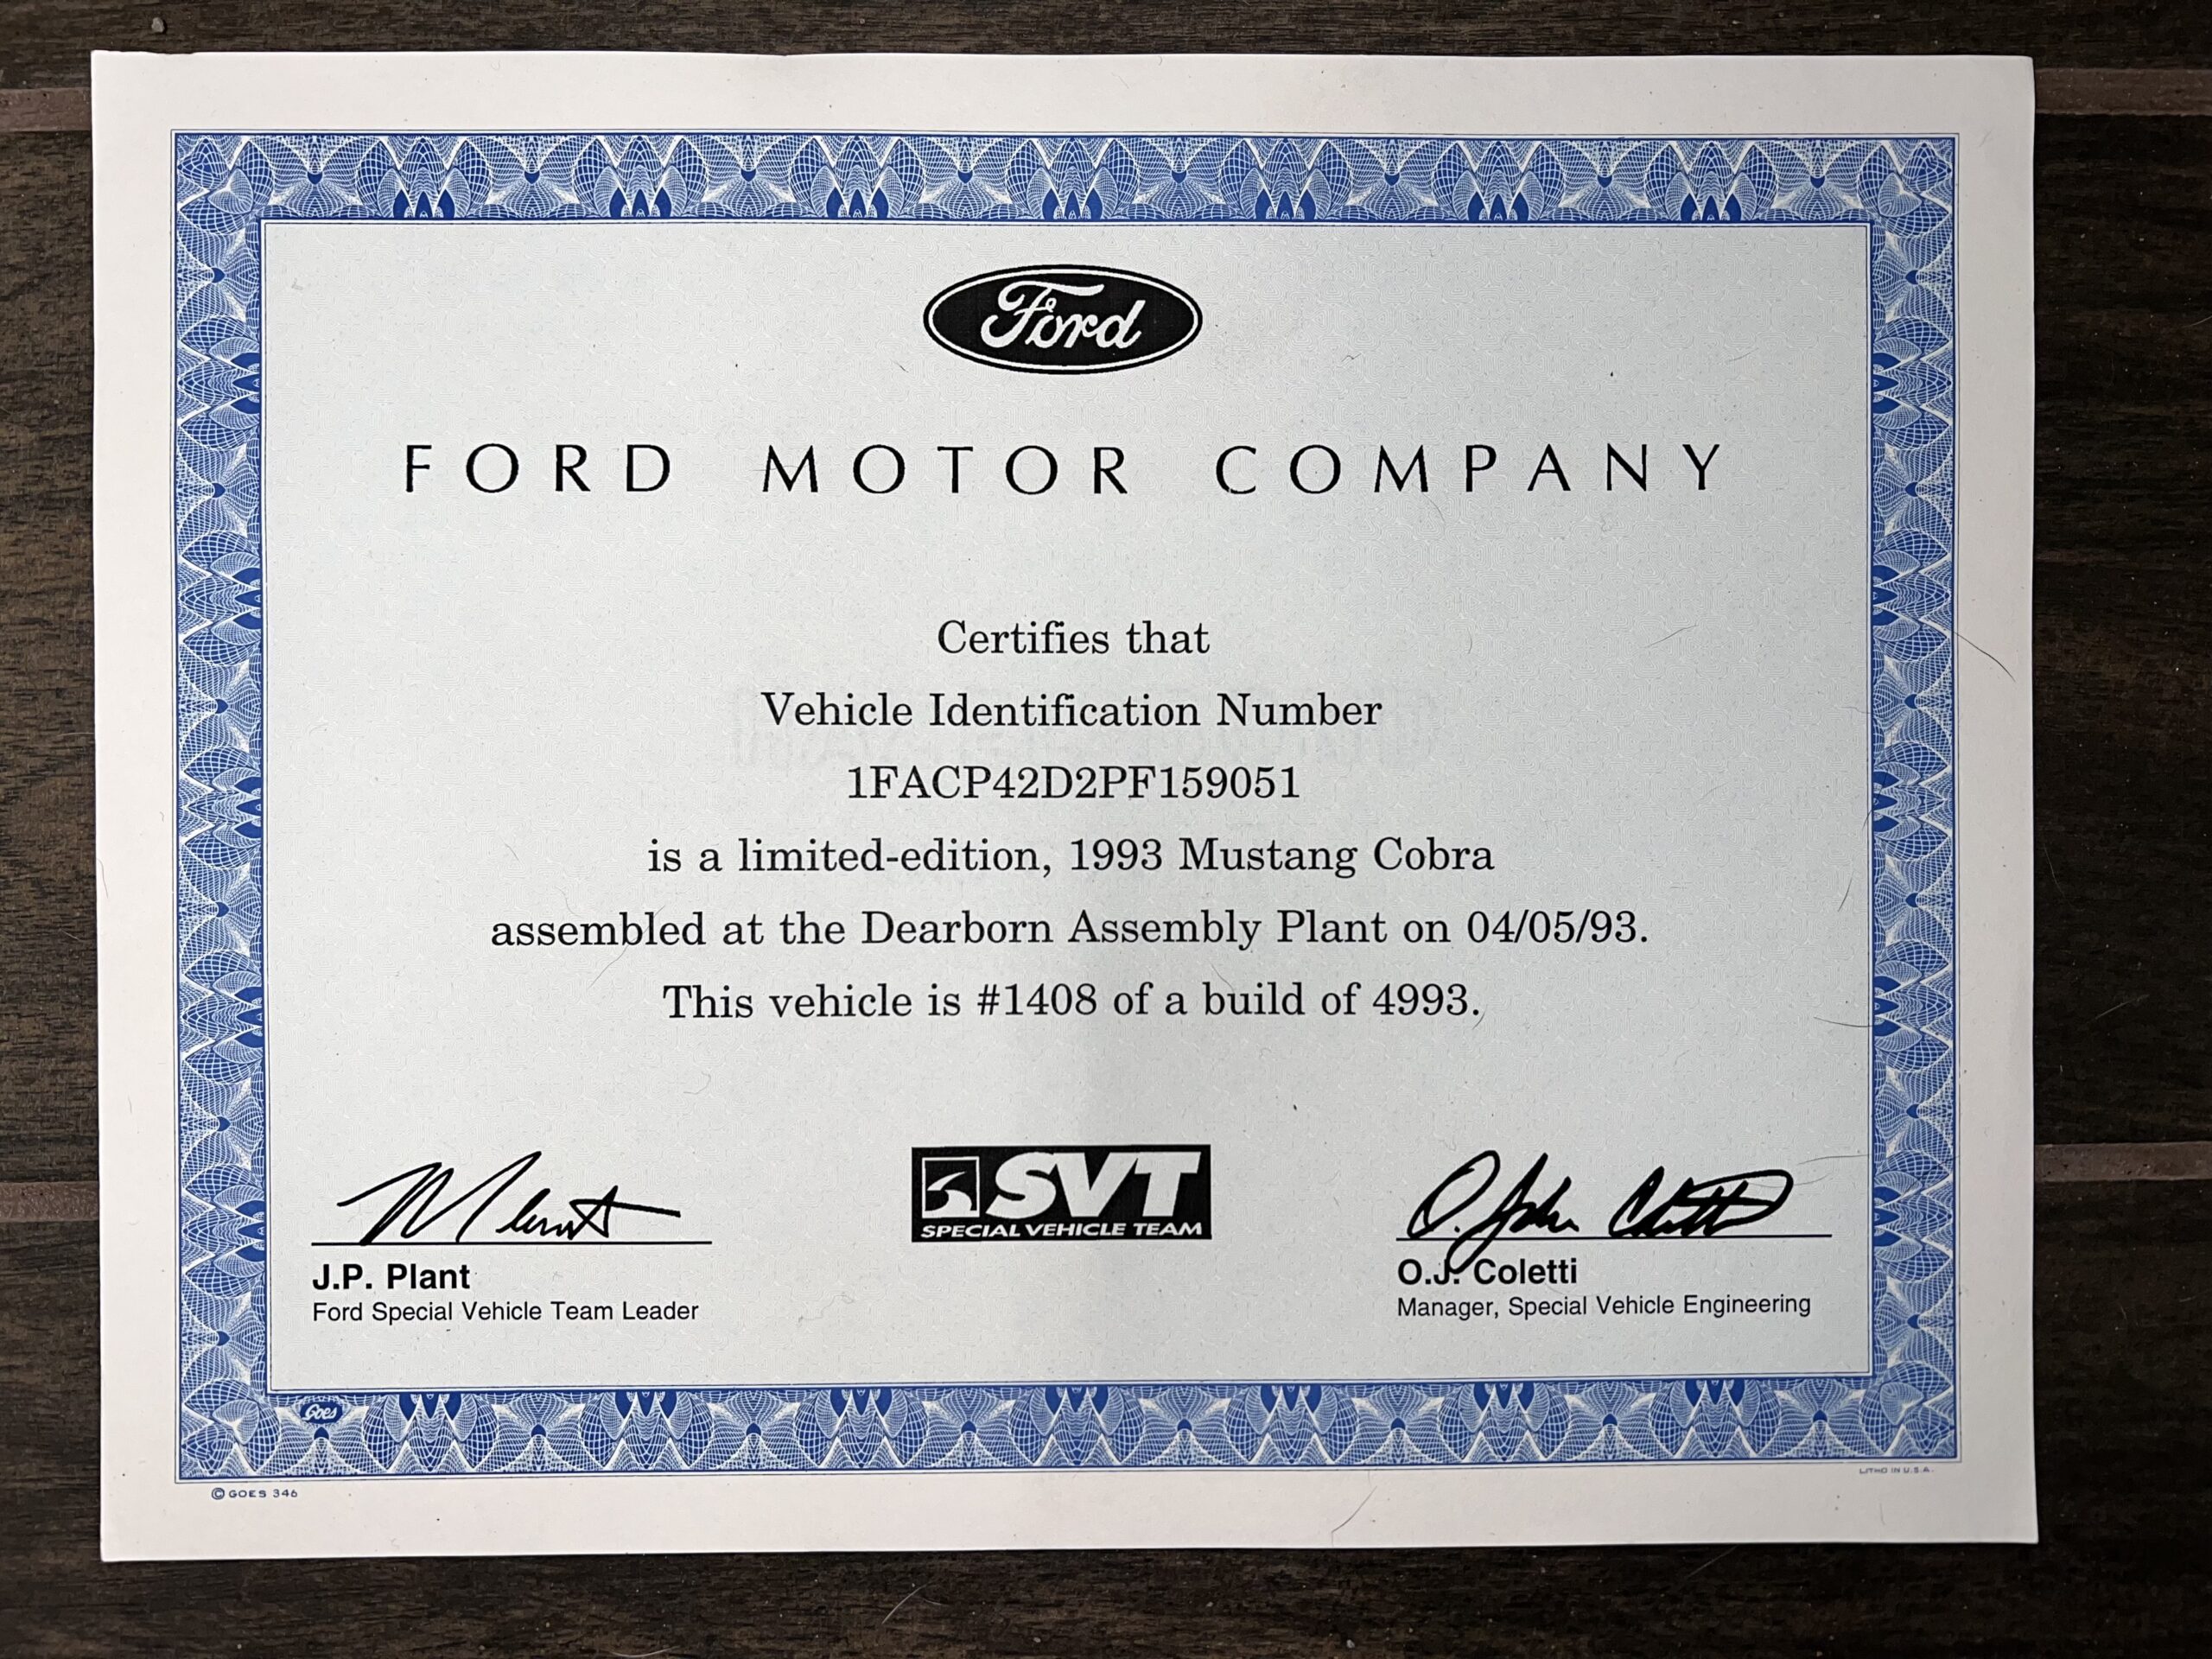 Ford
FORD MOTOR COMPANY
Certifies that
Vehicle Identification Number
1FACP42D2PF159051
is a limited-edition, 1993 Mustang Cobra
assembled at the Dearborn Assembly Plant on 04/05/93.
This vehicle is #1408 of a build of 4993.
SVT
SPECIAL VEHICLE TEAM
J.P. Plant
Ford Special Vehicle Team Leader
O. John Coletti
O.J. Coletti
Manager, Special Vehicle Engineering
Goes
© GOES 346
LITHO IN U.S.A.